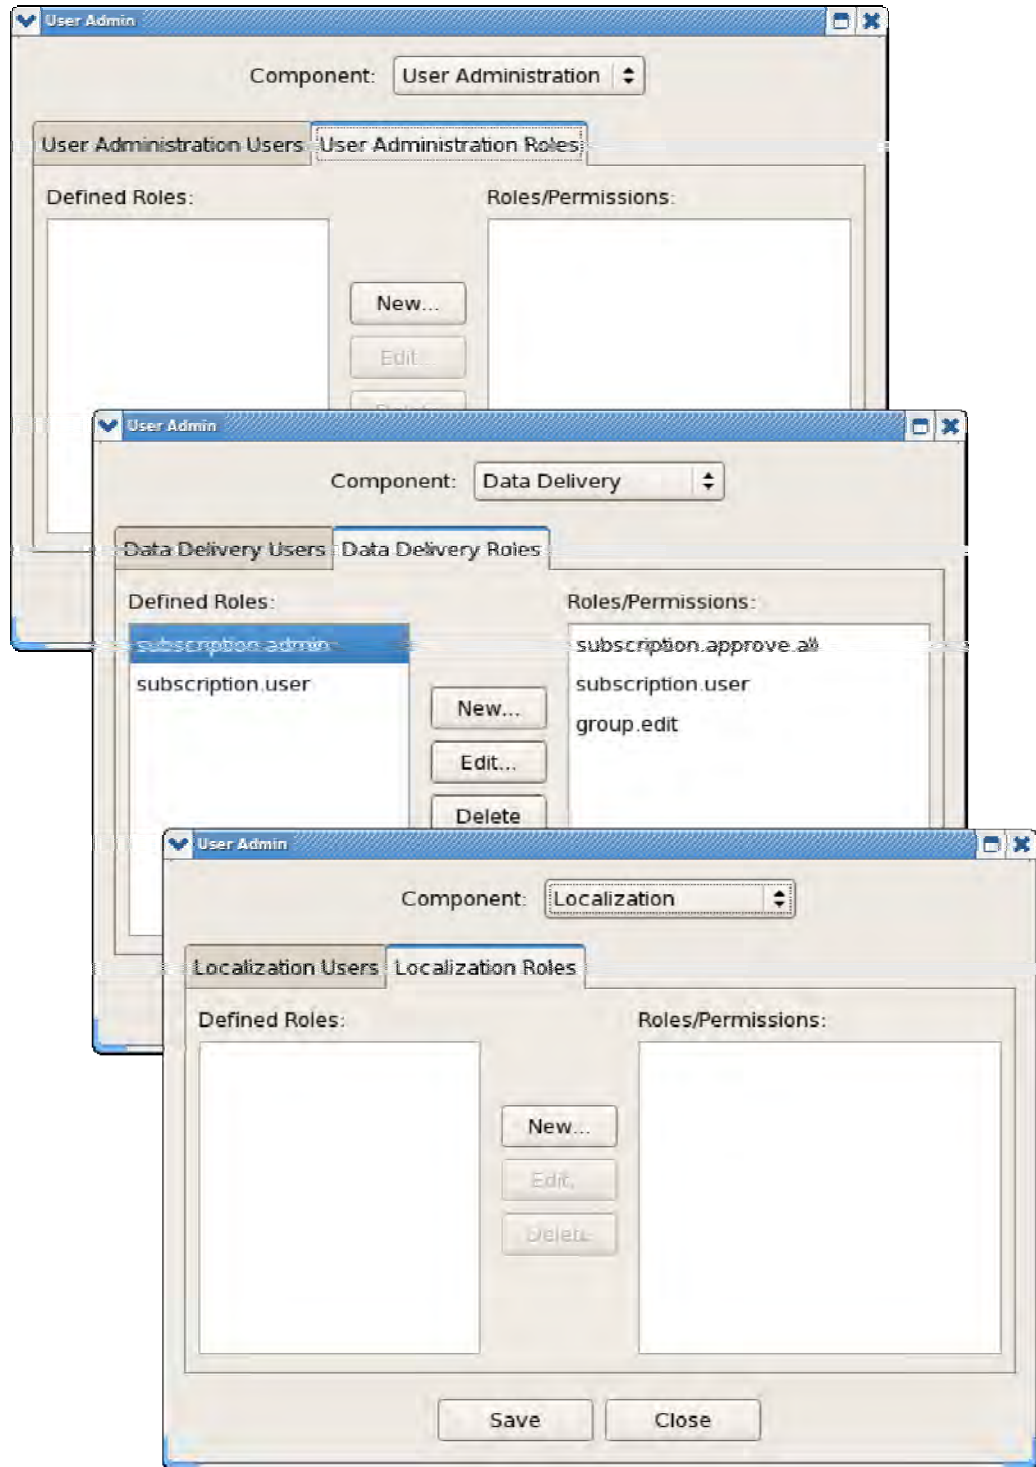 User Admin
Component: User Administration
User Administration Users User Administration Roles
Defined Roles: Roles/Permissions:
New...
Edit...
Delete
User Admin
Component: Data Delivery
Data Delivery Users Data Delivery Roles
Defined Roles: Roles/Permissions:
subscription.admin subscription.approve.all
subscription.user subscription.user
group.edit
New...
Edit...
Delete
User Admin
Component: Localization
Localization Users Localization Roles
Defined Roles: Roles/Permissions:
New...
Edit...
Delete
Save Close